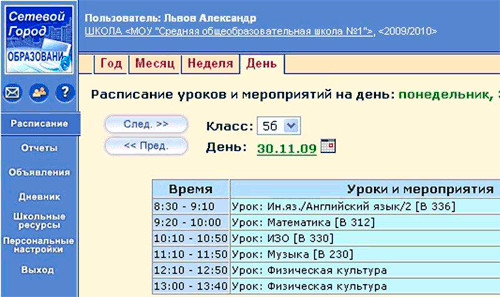 Сетевой
Город
ОБРАЗОВАНИ
Пользователь: Львов Александр
ШКОЛА <МОУ "Средняя общеобразовательная школа №1">, <2009/2010>
Год Месяц Неделя День
Расписание уроков и мероприятий на день: понедельник,
След. >> Класс: 5б
<< Пред. День: 30.11.09
Расписание
Отчеты
Объявления
Дневник
Школьные
ресурсы
Персональные
настройки
Выход
Время Уроки и мероприятия
8:30 - 9:10 Урок: Ин.яз./Английский язык/2 [В 336]
9:20 - 10:00 Урок: Математика [В 312]
10:10 - 10:50 Урок: ИЗО [В 330]
11:10 - 11:50 Урок: Музыка [В 230]
12:10 - 12:50 Урок: Физическая культура
13:00 - 13:40 Урок: Физическая культура